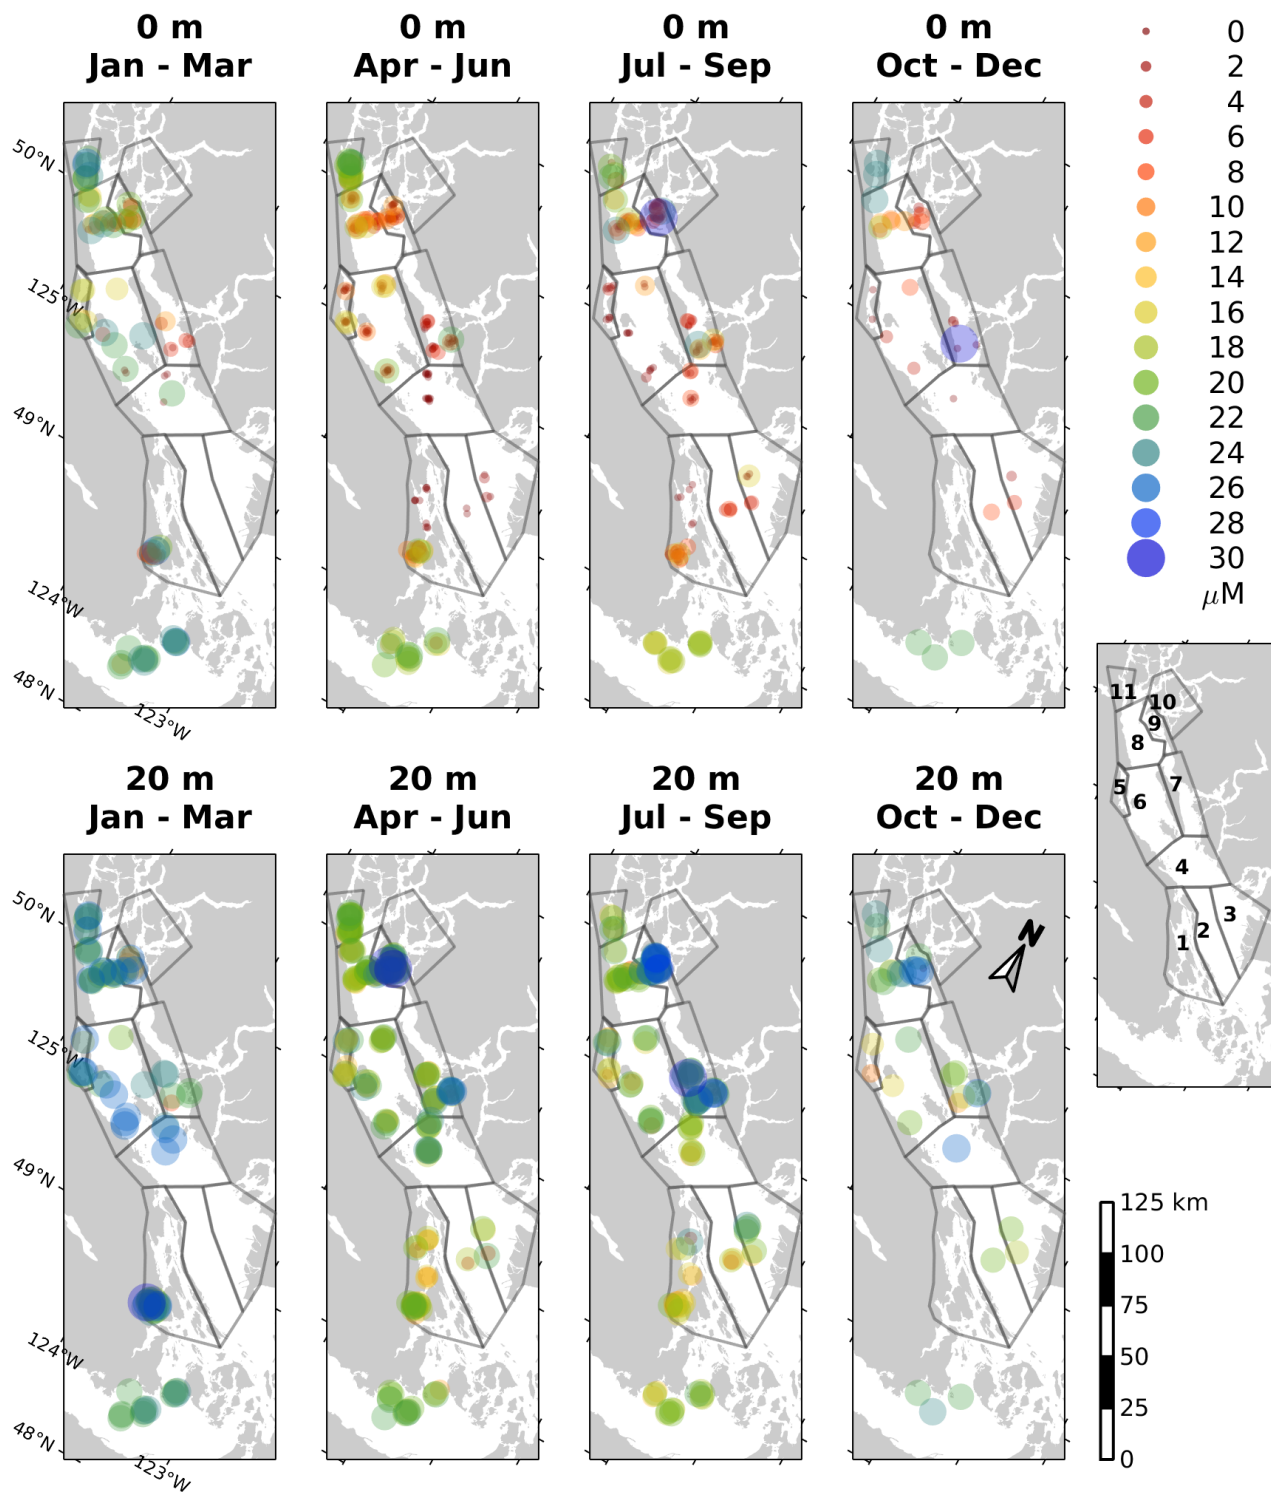 0 m
Jan - Mar
0 m
Apr - Jun
0 m
Jul - Sep
0 m
Oct - Dec
0
2
4
6
8
10
12
14
16
18
20
22
24
26
28
30
μM
50°N
125°W
49°N
124°W
48°N
123°W
11
10
9
8
7
5
6
4
3
2
1
20 m
Jan - Mar
20 m
Apr - Jun
20 m
Jul - Sep
20 m
Oct - Dec
50°N
125°W
49°N
124°W
48°N
123°W
N
125 km
100
75
50
25
0